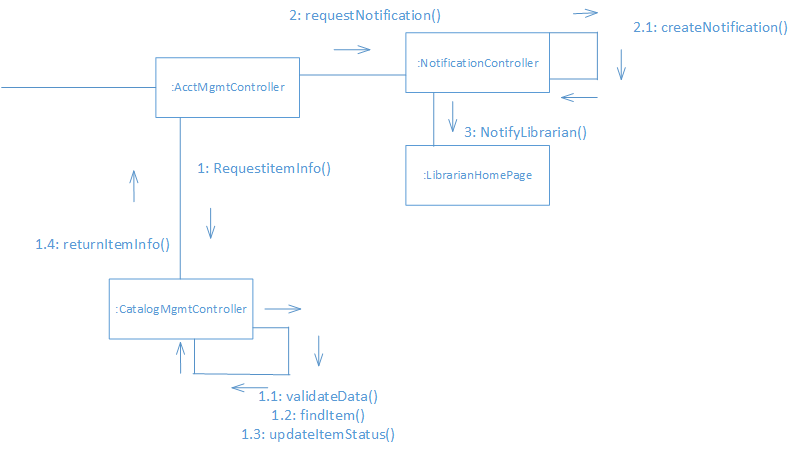 2: requestNotification()
2.1: createNotification()
:NotificationController
:AcctMgmtController
3: NotifyLibrarian()
1: RequestitemInfo()
:LibrarianHomePage
1.4: returnItemInfo()
:CatalogMgmtController
1.1: validateData()
1.2: findItem()
1.3: updateItemStatus()